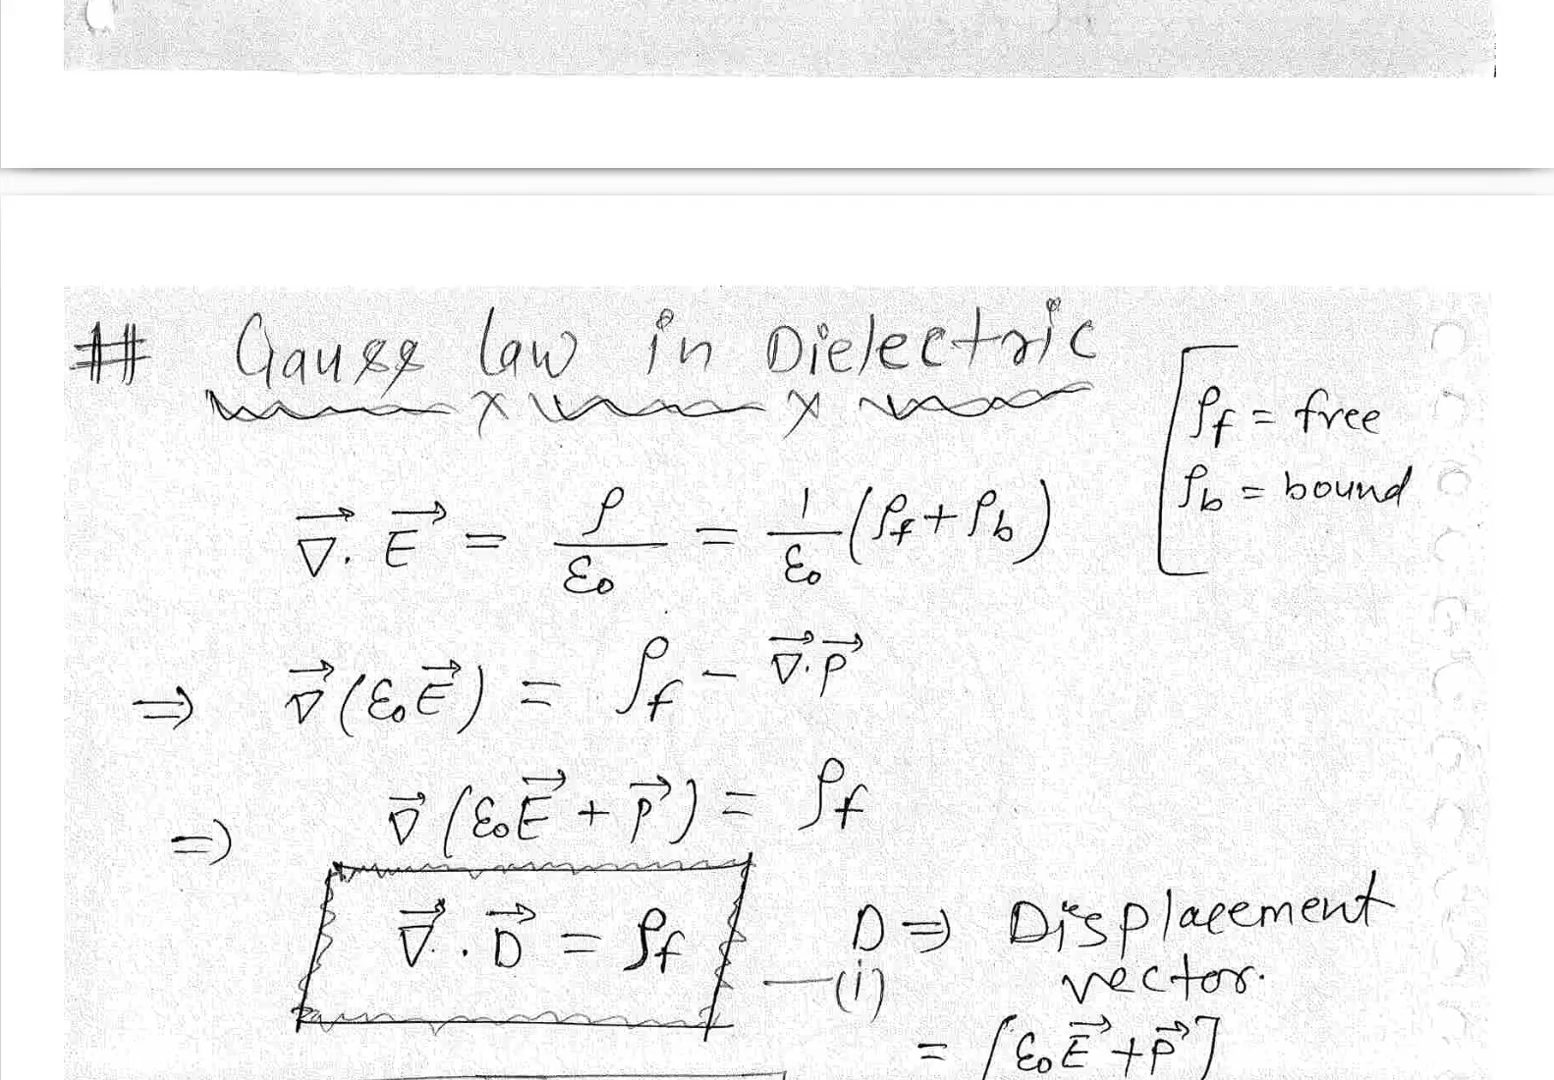 ## Gauss law in Dielectric
ρf = free
ρb = bound
∇⃗. E⃗ = ρ/ε₀ = 1/ε₀ (ρf + ρb)
⇒ ∇⃗(ε₀E⃗) = ρf - ∇⃗.P⃗
⇒ ∇⃗(ε₀E⃗ + P⃗) = ρf
∇⃗ . D⃗ = ρf —(i)
D ⇒ Displacement
vector.
= [ε₀E⃗ + P⃗]